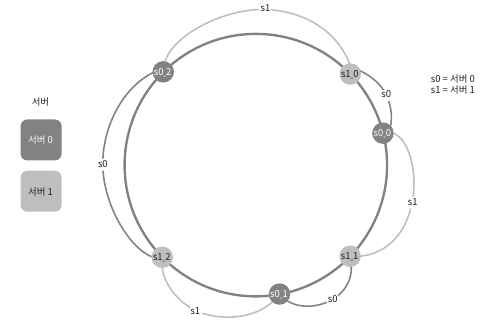 s1
s0_2
s1_0
s0
s0 = 서버 0
s1 = 서버 1
서버
서버 0
서버 1
s0_0
s0
s1
s1_2
s1_1
s0_1
s0
s1